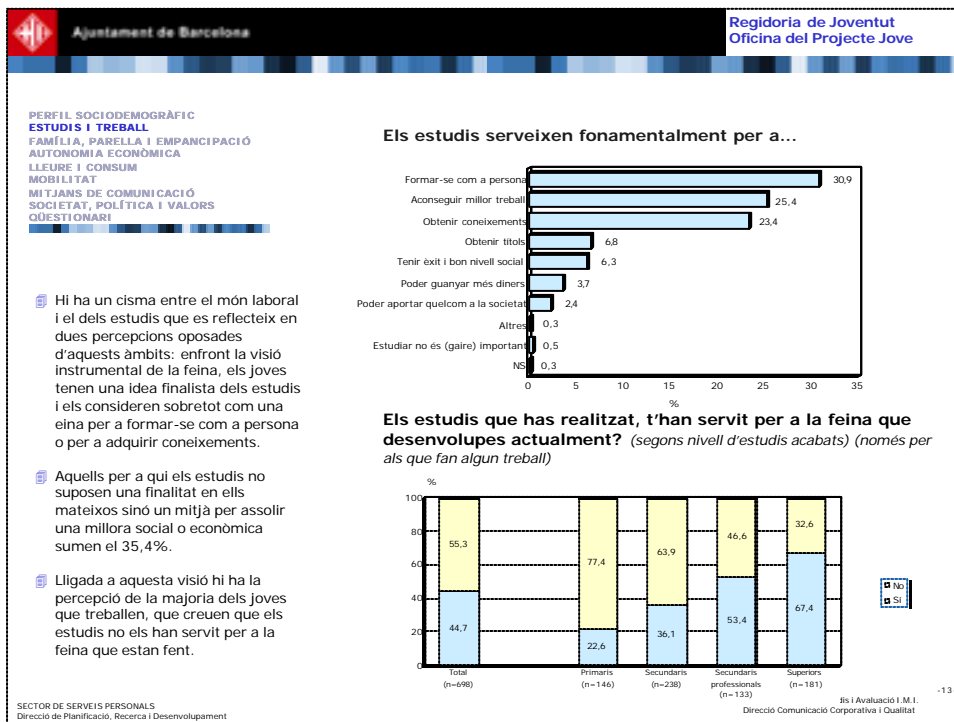 Ajuntament de Barcelona
Regidoria de Joventut
Oficina del Projecte Jove
PERFIL SOCIODEMOGRÀFIC
ESTUDIS I TREBALL
FAMÍLIA, PARELLA I EMPANCIPACIÓ
AUTONOMIA ECONÒMICA
LLEURE I CONSUM
MOBILITAT
MITJANS DE COMUNICACIÓ
SOCIETAT, POLÍTICA I VALORS
QÜESTIONARI
Hi ha un cisma entre el món laboral
i el dels estudis que es reflecteix en
dues percepcions oposades
d'aquests àmbits: enfront la visió
instrumental de la feina, els joves
tenen una idea finalista dels estudis
i els consideren sobretot com una
eina per a formar-se com a persona
o per a adquirir coneixements.
Aquells per a qui els estudis no
suposen una finalitat en ells
mateixos sinó un mitjà per assolir
una millora social o econòmica
sumen el 35,4%.
Lligada a aquesta visió hi ha la
percepció de la majoria dels joves
que treballen, que creuen que els
estudis no els han servit per a la
feina que estan fent.
Els estudis serveixen fonamentalment per a...
Formar-se com a persona 30,9
Aconseguir millor treball 25,4
Obtenir coneixements 23,4
Obtenir títols 6,8
Tenir èxit i bon nivell social 6,3
Poder guanyar més diners 3,7
Poder aportar quelcom a la societat 2,4
Altres 0,3
Estudiar no és (gaire) important 0,5
NS 0,3
0 5 10 15 20 25 30 35
%
Els estudis que has realitzat, t'han servit per a la feina que
desenvolupes actualment? (segons nivell d'estudis acabats) (només per
als que fan algun treball)
%
100
80
60
40
20
0
55,3 77,4 63,9 46,6 32,6
44,7 22,6 36,1 53,4 67,4
No
Sí
Total Primaris Secundaris Secundaris Superiors
(n=698) (n=146) (n=238) professionals (n=181)
(n=133)
SECTOR DE SERVEIS PERSONALS
Direcció de Planificació, Recerca i Desenvolupament
dis i Avaluació I.M.I.
Direcció Comunicació Corporativa i Qualitat
-13